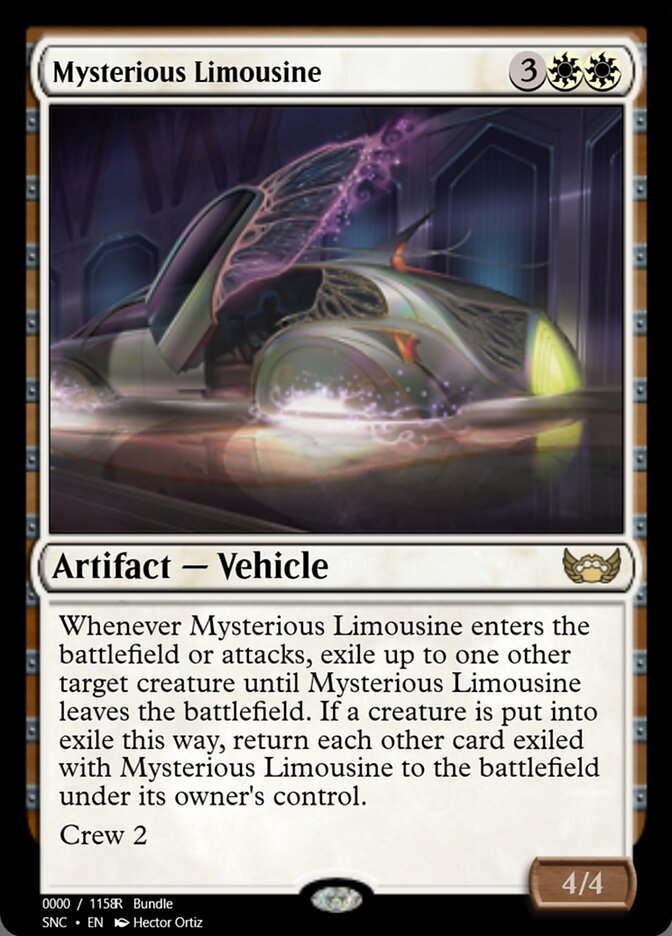 Mysterious Limousine 3
Artifact — Vehicle
Whenever Mysterious Limousine enters the
battlefield or attacks, exile up to one other
target creature until Mysterious Limousine
leaves the battlefield. If a creature is put into
exile this way, return each other card exiled
with Mysterious Limousine to the battlefield
under its owner's control.
Crew 2
4/4
0000 / 1158R Bundle
SNC • EN Hector Ortiz